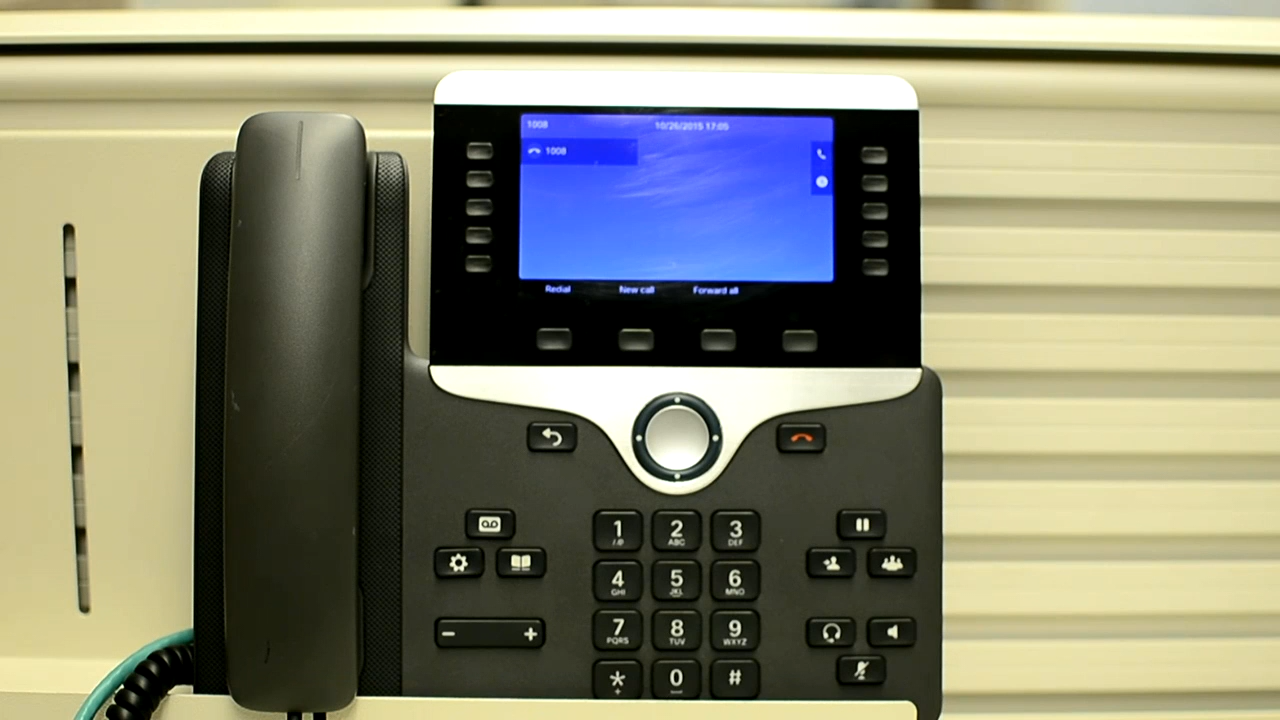 1008 10/26/2015 17:05
1008
Redial New call Forward all
1 2 3
/.@ ABC DEF
4 5 6
GHI JKL MNO
7 8 9
PQRS TUV WXYZ
* 0 #
+